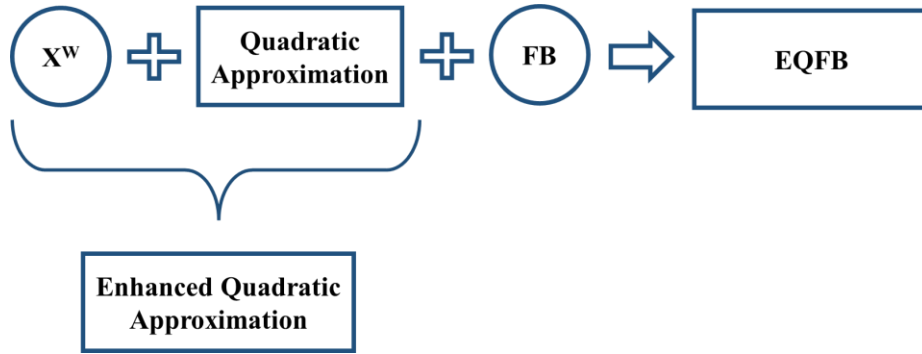 X^W
Quadratic
Approximation
FB
EQFB
Enhanced Quadratic
Approximation